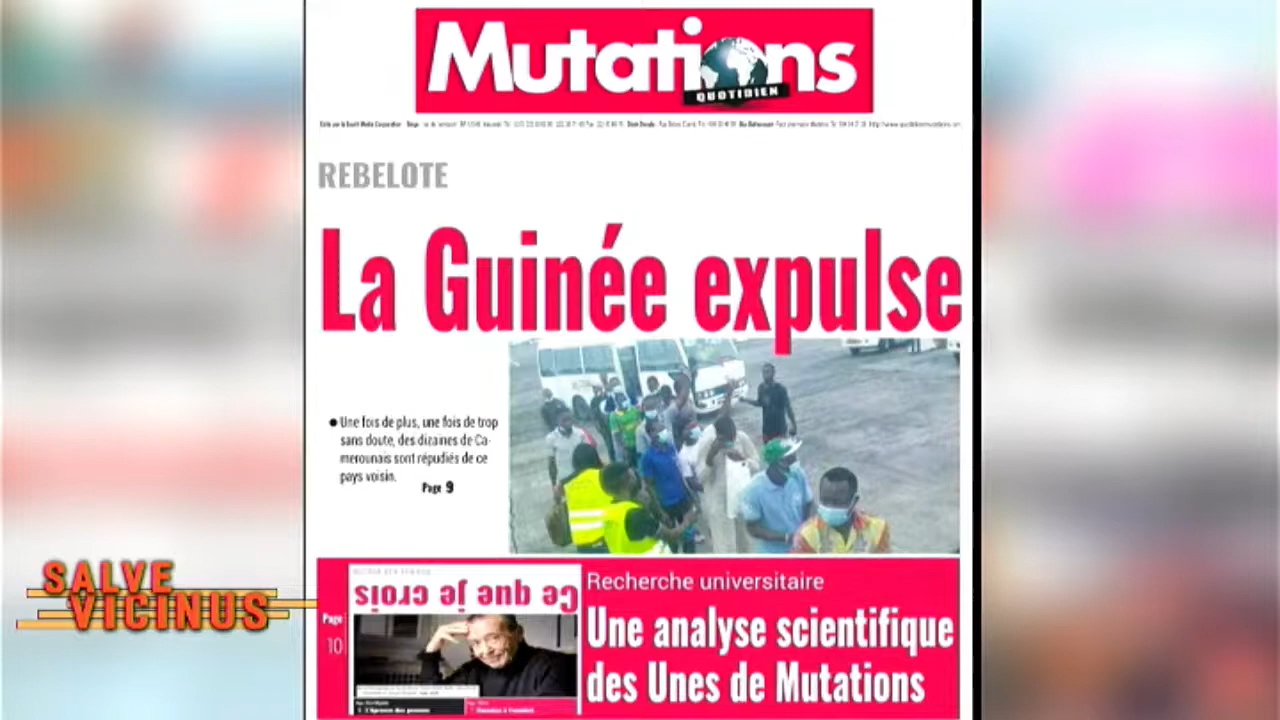 Mutations
QUOTIDIEN
REBELOTE
La Guinée expulse
● Une fois de plus, une fois de trop
sans doute, des dizaines de Ca-
merounais sont répudiés de ce
pays voisin.
Page 9
SALVE
VICINUS
Page
10
Ce que je crois
Recherche universitaire
Une analyse scientifique
des Unes de Mutations